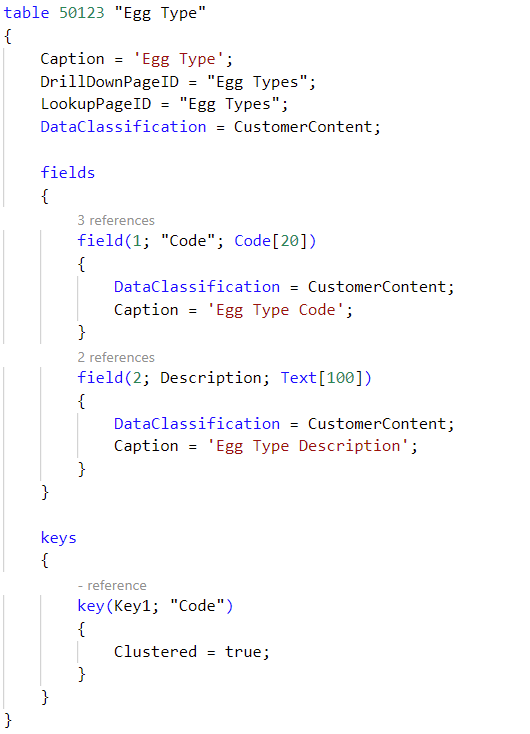 table 50123 "Egg Type"
{
    Caption = 'Egg Type';
    DrillDownPageID = "Egg Types";
    LookupPageID = "Egg Types";
    DataClassification = CustomerContent;

    fields
    {
        3 references
        field(1; "Code"; Code[20])
        {
            DataClassification = CustomerContent;
            Caption = 'Egg Type Code';
        }
        2 references
        field(2; Description; Text[100])
        {
            DataClassification = CustomerContent;
            Caption = 'Egg Type Description';
        }
    }

    keys
    {
        - reference
        key(Key1; "Code")
        {
            Clustered = true;
        }
    }
}